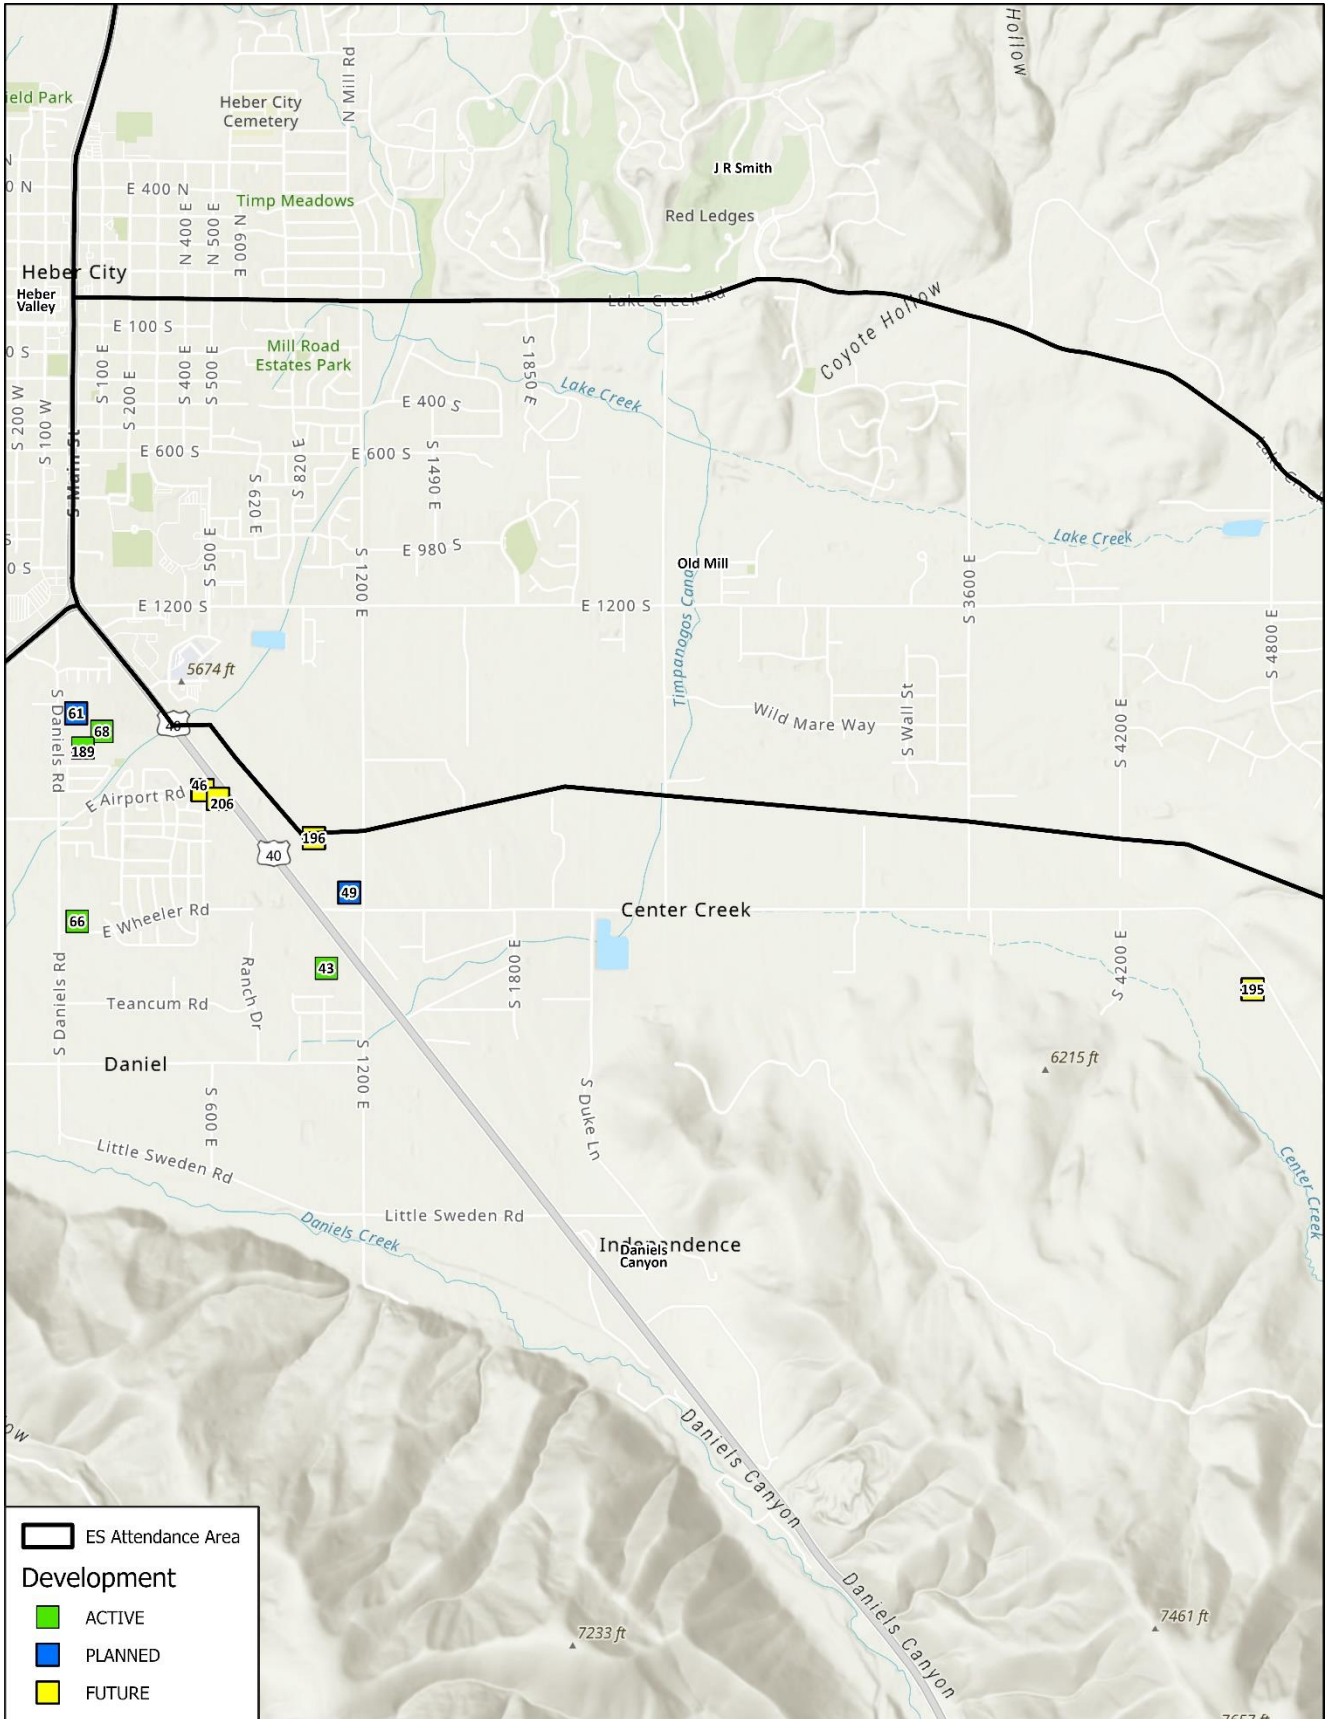 Hollow
ield Park
Heber City
Cemetery
N Mill Rd
J R Smith
N
0 N
E 400 N
Timp Meadows
N 400 E
N 500 E
N 600 E
Red Ledges
Heber City
Heber
Valley
Lake Creek Rd
E 100 S
0 S
Mill Road
Estates Park
Coyote Hollow
S 100 E
S 200 E
S 400 E
S 500 E
S 1850 E
Lake Creek
S 200 W
S 100 W
S Main St
E 400 S
E 600 S
S 820 E
E 600 S
S 1490 E
S 620 E
Lake Creek
S
0 S
S 500 E
E 980 S
S 1200 E
Old Mill
Lake Creek
S 3600 E
E 1200 S
E 1200 S
S 4800 E
Timpanogos Canal
5674 ft
S Daniels Rd
61
68
189
40
Wild Mare Way
S Wall St
S 4200 E
46
206
E Airport Rd
196
40
49
66
E Wheeler Rd
Center Creek
43
S 1800 E
S 4200 E
195
S Daniels Rd
Ranch Dr
Teancum Rd
Daniel
S 1200 E
6215 ft
S 600 E
S Duke Ln
Little Sweden Rd
Center Creek
Daniels Creek
Little Sweden Rd
Independence
Daniels
Canyon
ow
Daniels Canyon
Daniels Canyon
7233 ft
7461 ft
7657 ft
ES Attendance Area
Development
ACTIVE
PLANNED
FUTURE